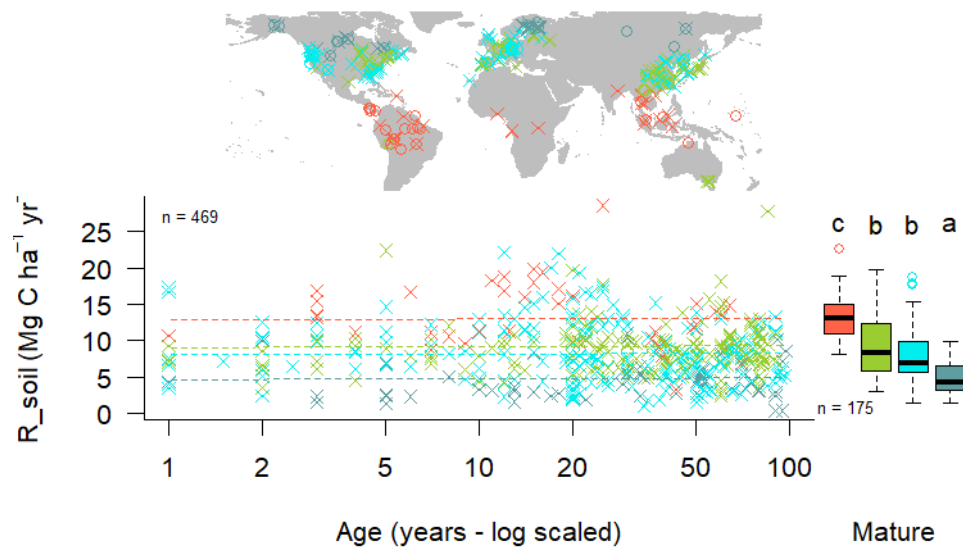 n = 469
R_soil (Mg C ha⁻¹ yr⁻
25
20
15
10
5
0
1 2 5 10 20 50 100
Age (years - log scaled)
c b b a
n = 175
Mature